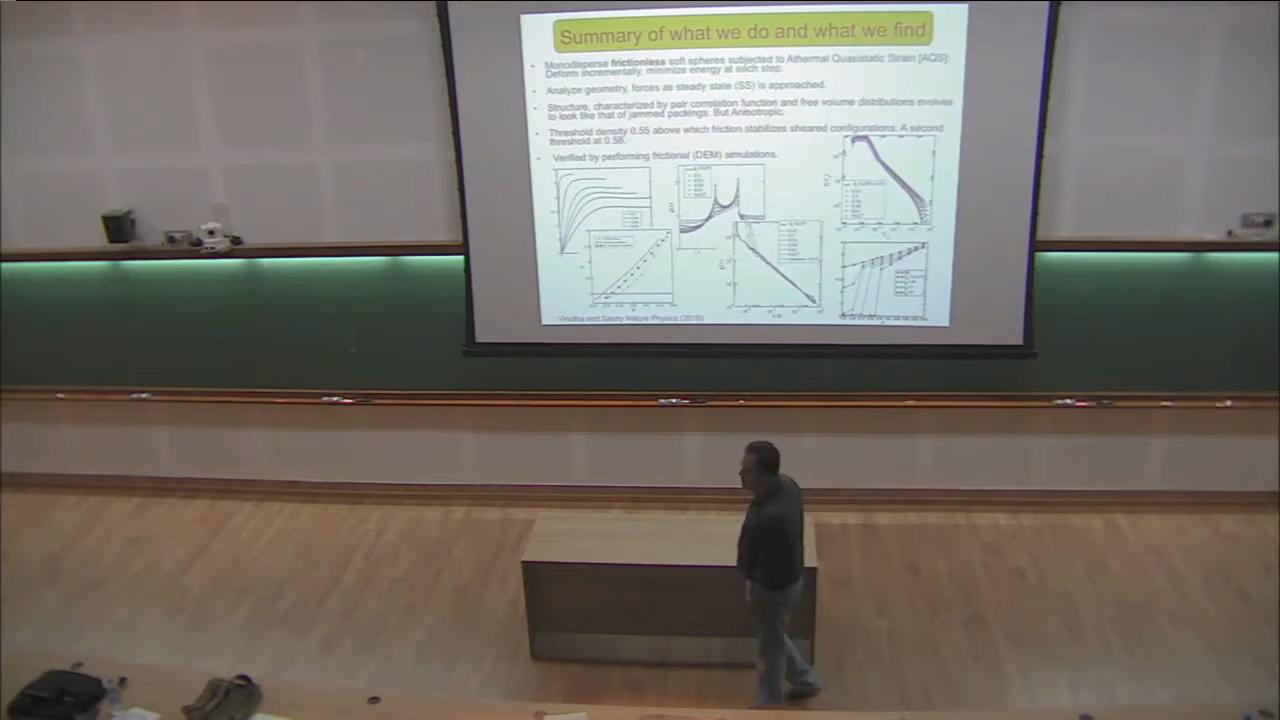 Summary of what we do and what we find
Monodisperse frictionless soft spheres subjected to Athermal Quasistatic Strain [AQS]:
Deform incrementally, minimize energy at each step.
Analyze geometry, forces as steady state (SS) is approached.
Structure, characterized by pair correlation function and free volume distributions evolves
to look like that of jammed packings. But Anisotropic.
Threshold density 0.55 above which friction stabilizes sheared configurations. A second
threshold at 0.58.
Verified by performing frictional (DEM) simulations.
Vinutha and Sastry Nature Physics (2016)